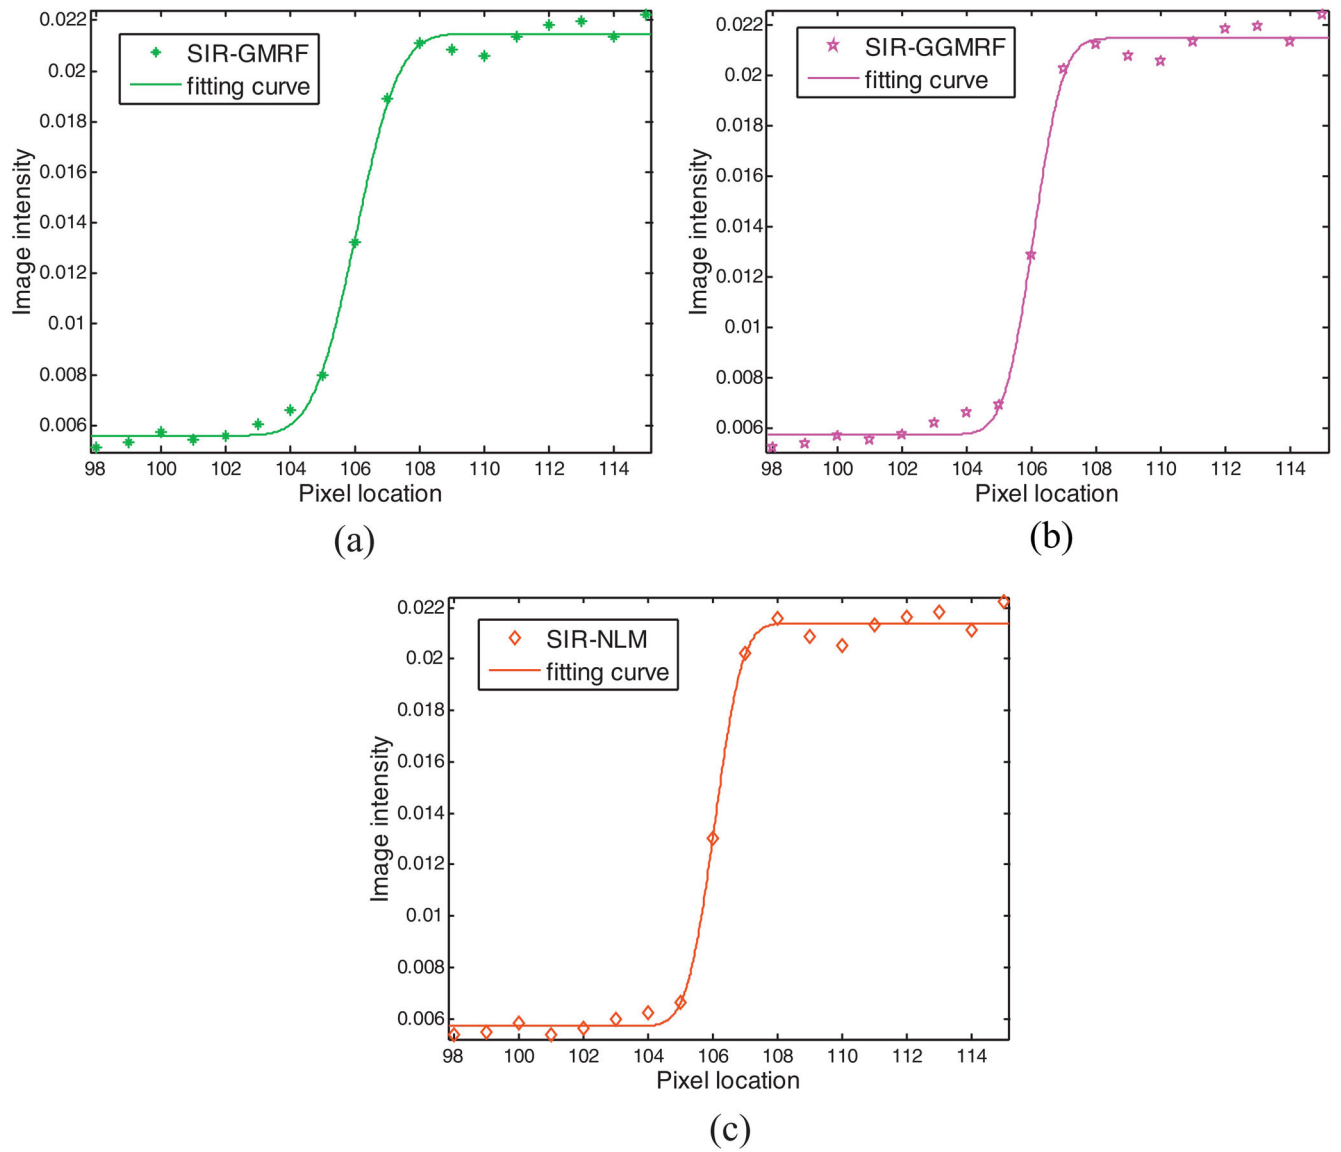 0.022
0.02
0.018
0.016
0.014
0.012
0.01
0.008
0.006
Image intensity
SIR-GMRF
fitting curve
98 100 102 104 106 108 110 112 114
Pixel location
(a)
0.022
0.02
0.018
0.016
0.014
0.012
0.01
0.008
0.006
Image intensity
SIR-GGMRF
fitting curve
98 100 102 104 106 108 110 112 114
Pixel location
(b)
0.022
0.02
0.018
0.016
0.014
0.012
0.01
0.008
0.006
Image intensity
SIR-NLM
fitting curve
98 100 102 104 106 108 110 112 114
Pixel location
(c)